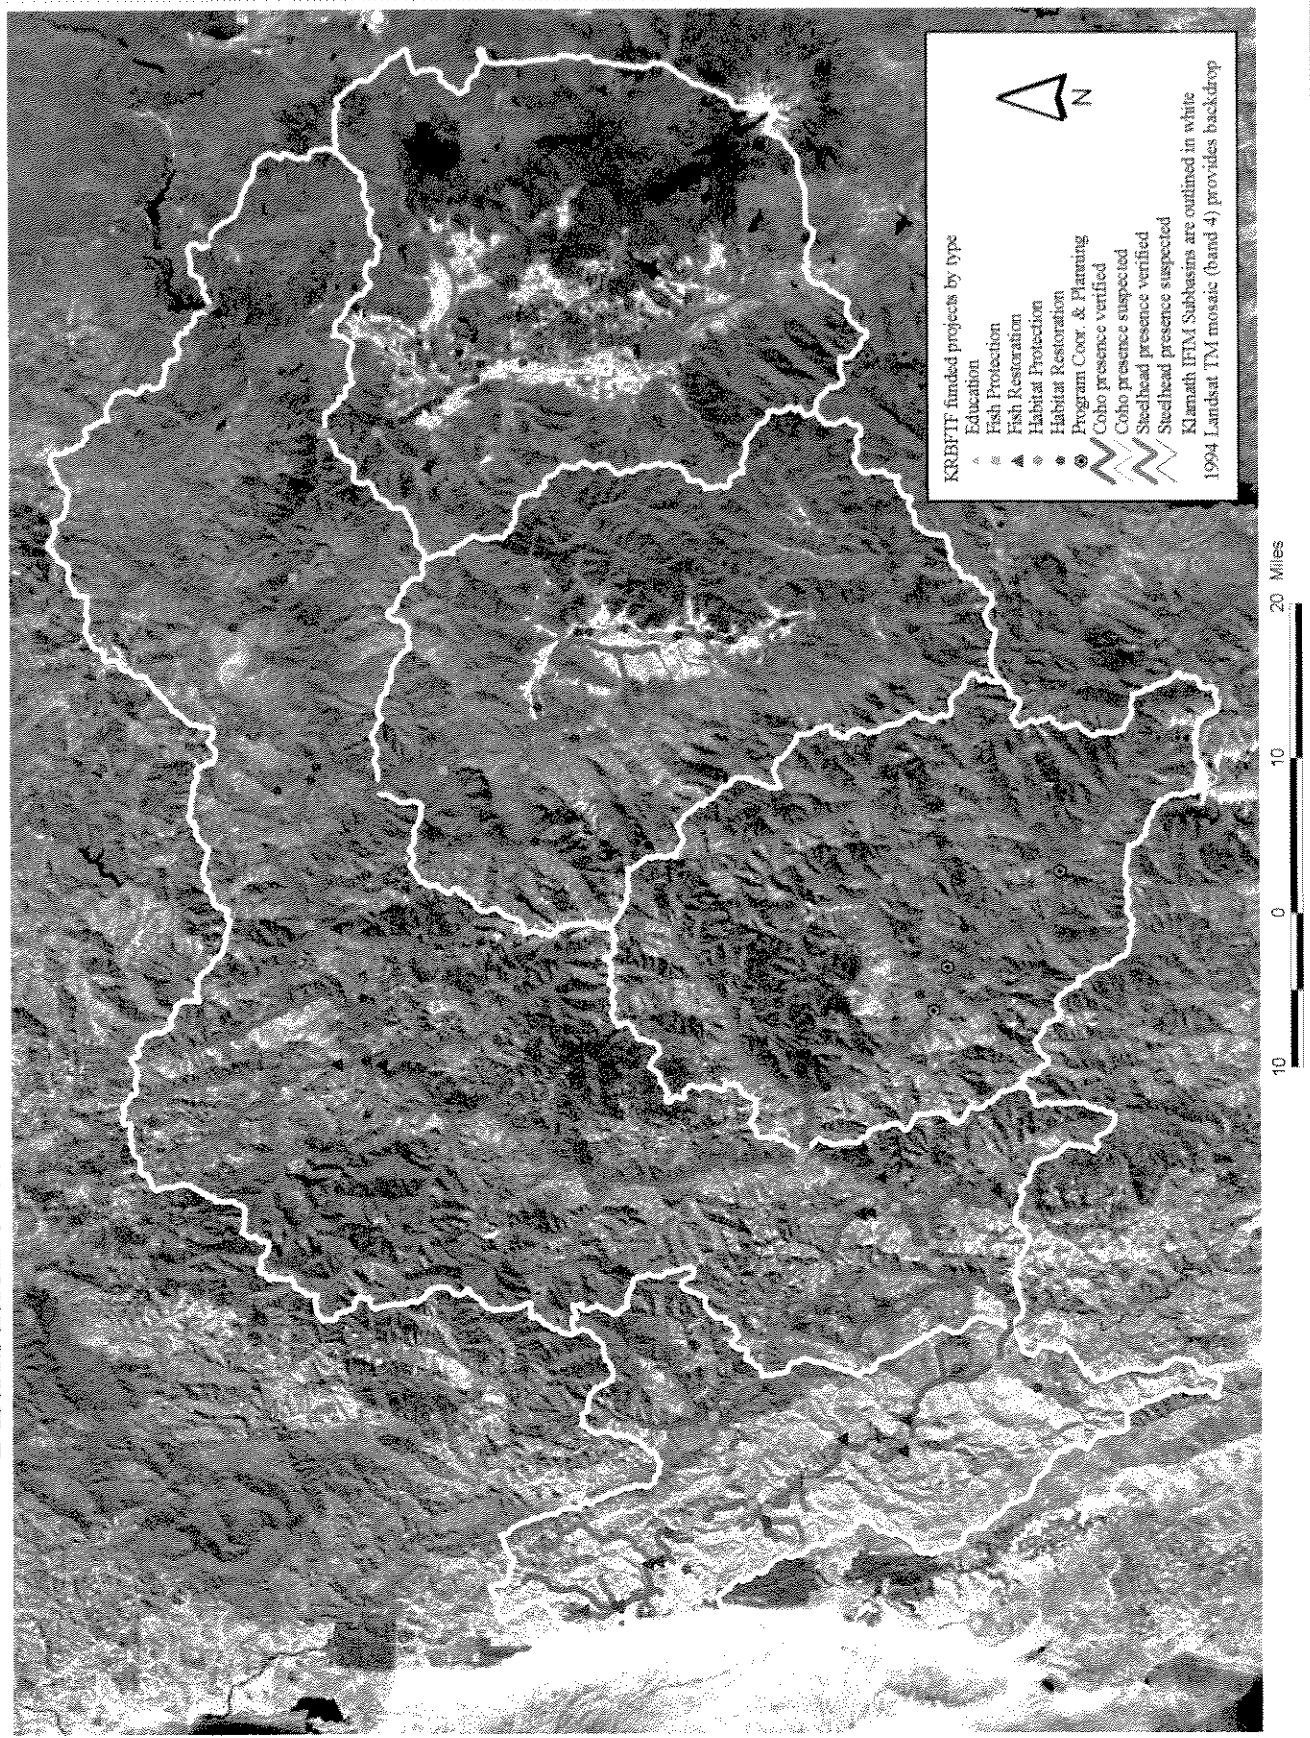 KRBFTF funded projects by type
Education
Fish Protection
Fish Restoration
Habitat Protection
Habitat Restoration
Program Coor. & Planning
Coho presence verified
Coho presence suspected
Steelhead presence verified
Steelhead presence suspected
Klamath IFIM Subbasins are outlined in white
1994 Landsat TM mosaic (band 4) provides backdrop
N
10 0 10 20 Miles